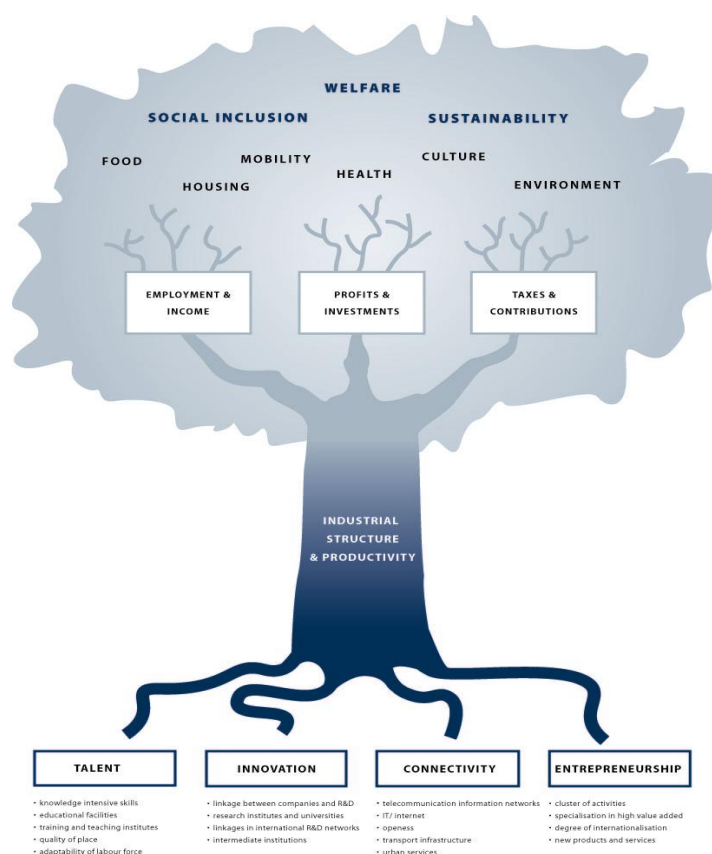 WELFARE
SOCIAL INCLUSION
SUSTAINABILITY
FOOD
MOBILITY
CULTURE
HOUSING
HEALTH
ENVIRONMENT
EMPLOYMENT &
INCOME
PROFITS &
INVESTMENTS
TAXES &
CONTRIBUTIONS
INDUSTRIAL
STRUCTURE
& PRODUCTIVITY
TALENT
• knowledge intensive skills
• educational facilities
• training and teaching institutes
• quality of place
• adaptability of labour force
INNOVATION
• linkage between companies and R&D
• research institutes and universities
• linkages in international R&D networks
• intermediate institutions
CONNECTIVITY
• telecommunication information networks
• IT/ internet
• openess
• transport infrastructure
• urban services
ENTREPRENEURSHIP
• cluster of activities
• specialisation in high value added
• degree of internationalisation
• new products and services